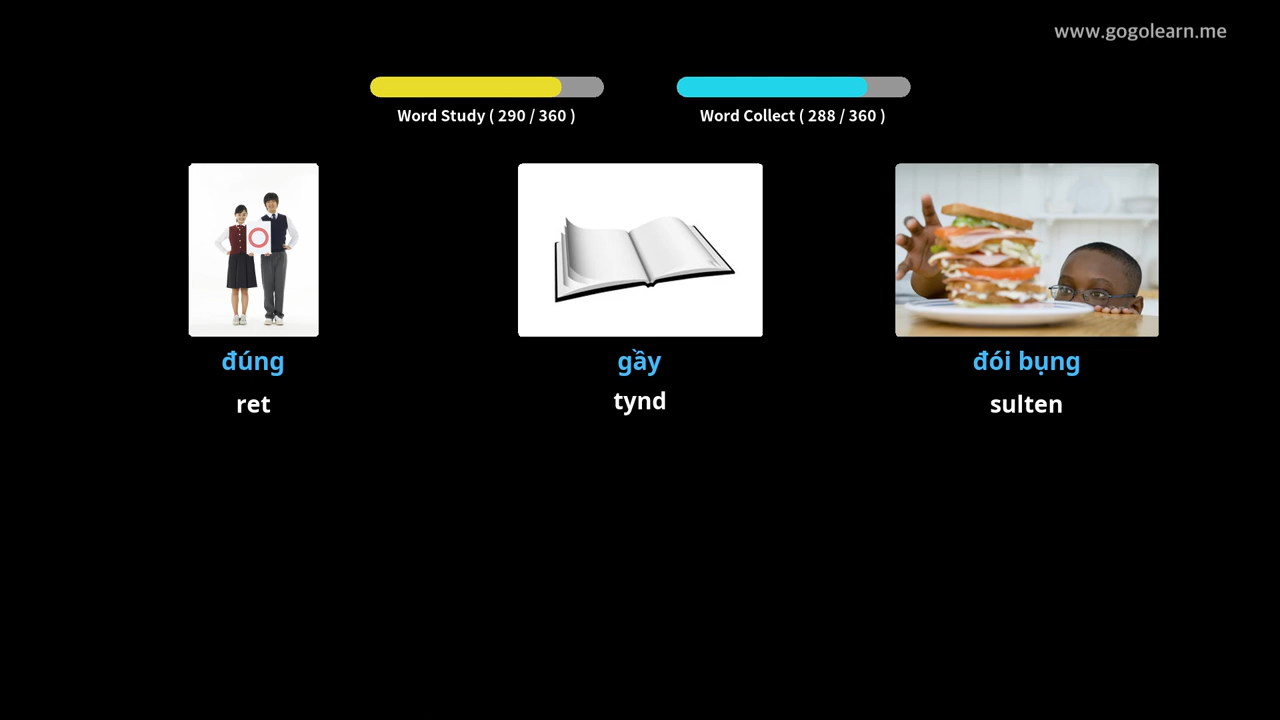 www.gogolearn.me
Word Study ( 290 / 360 )
Word Collect ( 288 / 360 )
đúng
gầy
đói bụng
ret
tynd
sulten